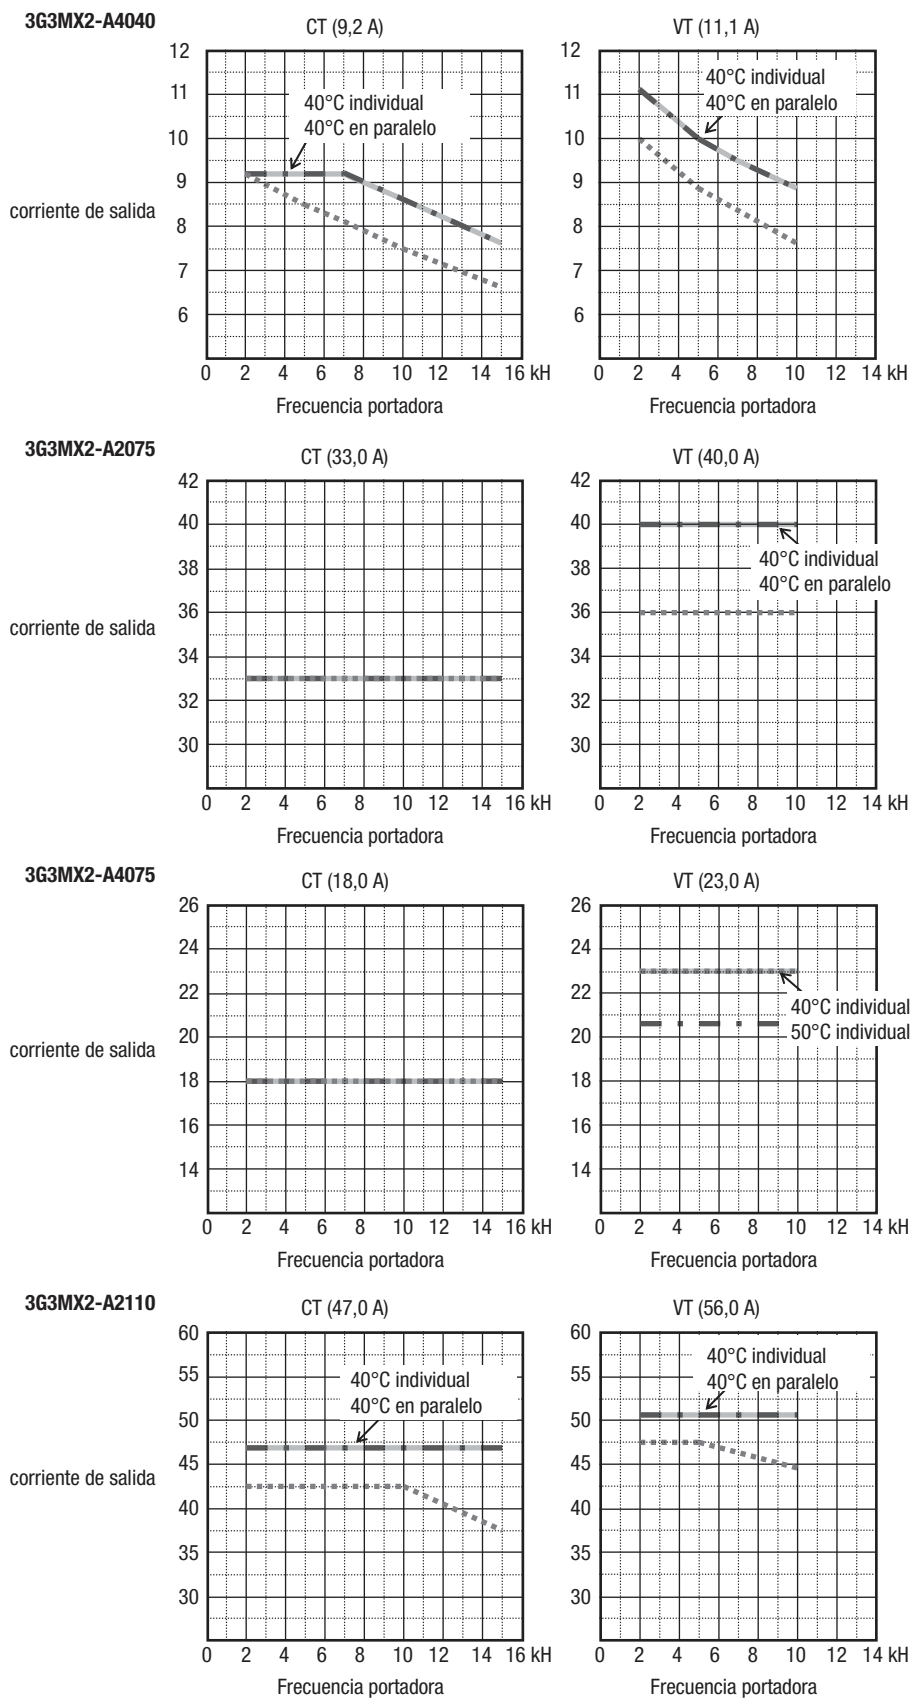 3G3MX2-A4040
CT (9,2 A)
VT (11,1 A)
12
11
10
9
8
7
6
corriente de salida
40°C individual
40°C en paralelo
0 2 4 6 8 10 12 14 16 kH
Frecuencia portadora
12
11
10
9
8
7
6
40°C individual
40°C en paralelo
0 2 4 6 8 10 12 14 kH
Frecuencia portadora
3G3MX2-A2075
CT (33,0 A)
VT (40,0 A)
42
40
38
36
34
32
30
corriente de salida
0 2 4 6 8 10 12 14 16 kH
Frecuencia portadora
42
40
38
36
34
32
30
40°C individual
40°C en paralelo
0 2 4 6 8 10 12 14 kH
Frecuencia portadora
3G3MX2-A4075
CT (18,0 A)
VT (23,0 A)
26
24
22
20
18
16
14
corriente de salida
0 2 4 6 8 10 12 14 16 kH
Frecuencia portadora
26
24
22
20
18
16
14
40°C individual
50°C individual
0 2 4 6 8 10 12 14 kH
Frecuencia portadora
3G3MX2-A2110
CT (47,0 A)
VT (56,0 A)
60
55
50
45
40
35
30
corriente de salida
40°C individual
40°C en paralelo
0 2 4 6 8 10 12 14 16 kH
Frecuencia portadora
60
55
50
45
40
35
30
40°C individual
40°C en paralelo
0 2 4 6 8 10 12 14 kH
Frecuencia portadora